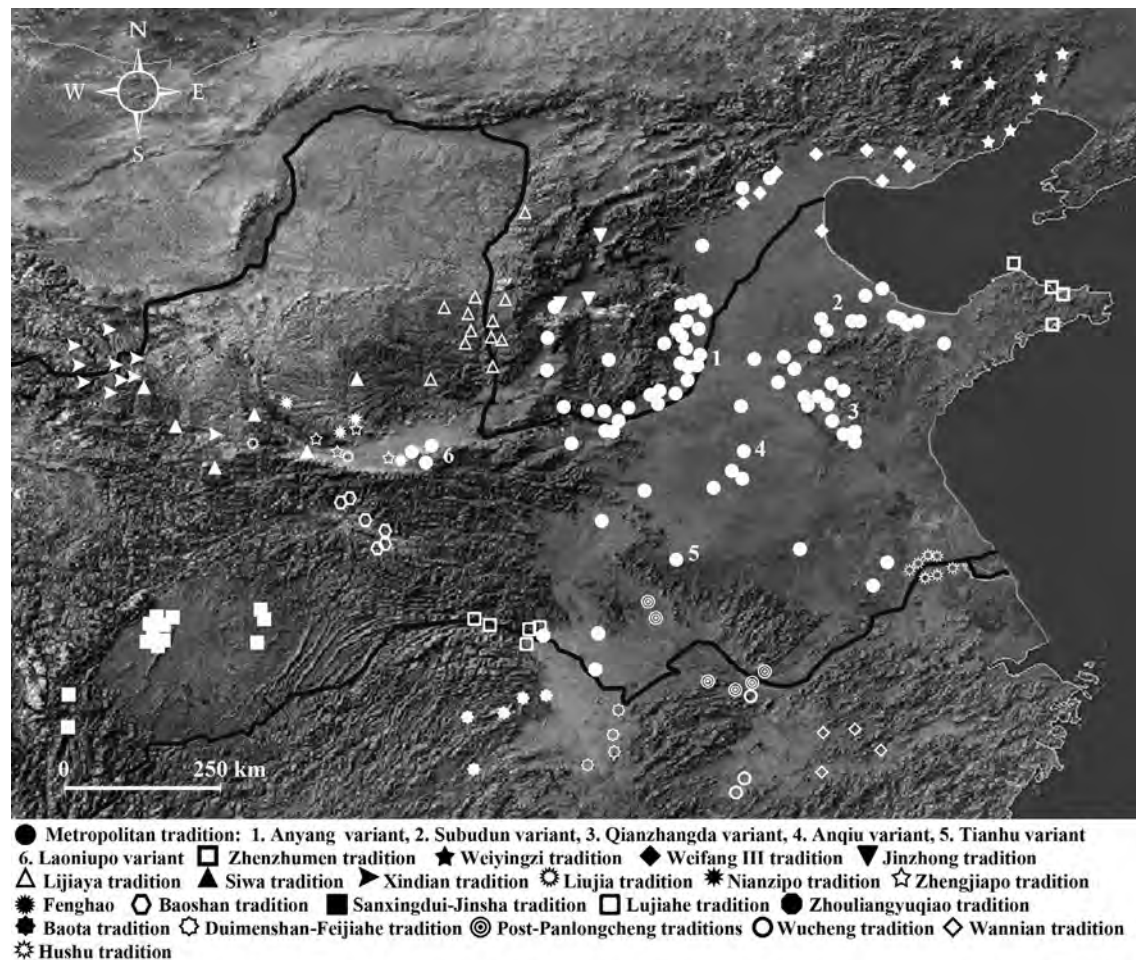 N
W E
S
1
2
3
4
5
6
0 250 km
Metropolitan tradition: 1. Anyang variant, 2. Subudun variant, 3. Qianzhangda variant, 4. Anqiu variant, 5. Tianhu variant
6. Laoniupo variant Zhenzhumen tradition Weiyingzi tradition Weifang III tradition Jinzhong tradition
Lijiaya tradition Siwa tradition Xindian tradition Liujia tradition Nianzipo tradition Zhengjiapo tradition
Fenghao Baoshan tradition Sanxingdui-Jinsha tradition Lujiahe tradition Zhouliangyuqiao tradition
Baota tradition Duimenshan-Feijiahe tradition Post-Panlongcheng traditions Wucheng tradition Wannian tradition
Hushu tradition